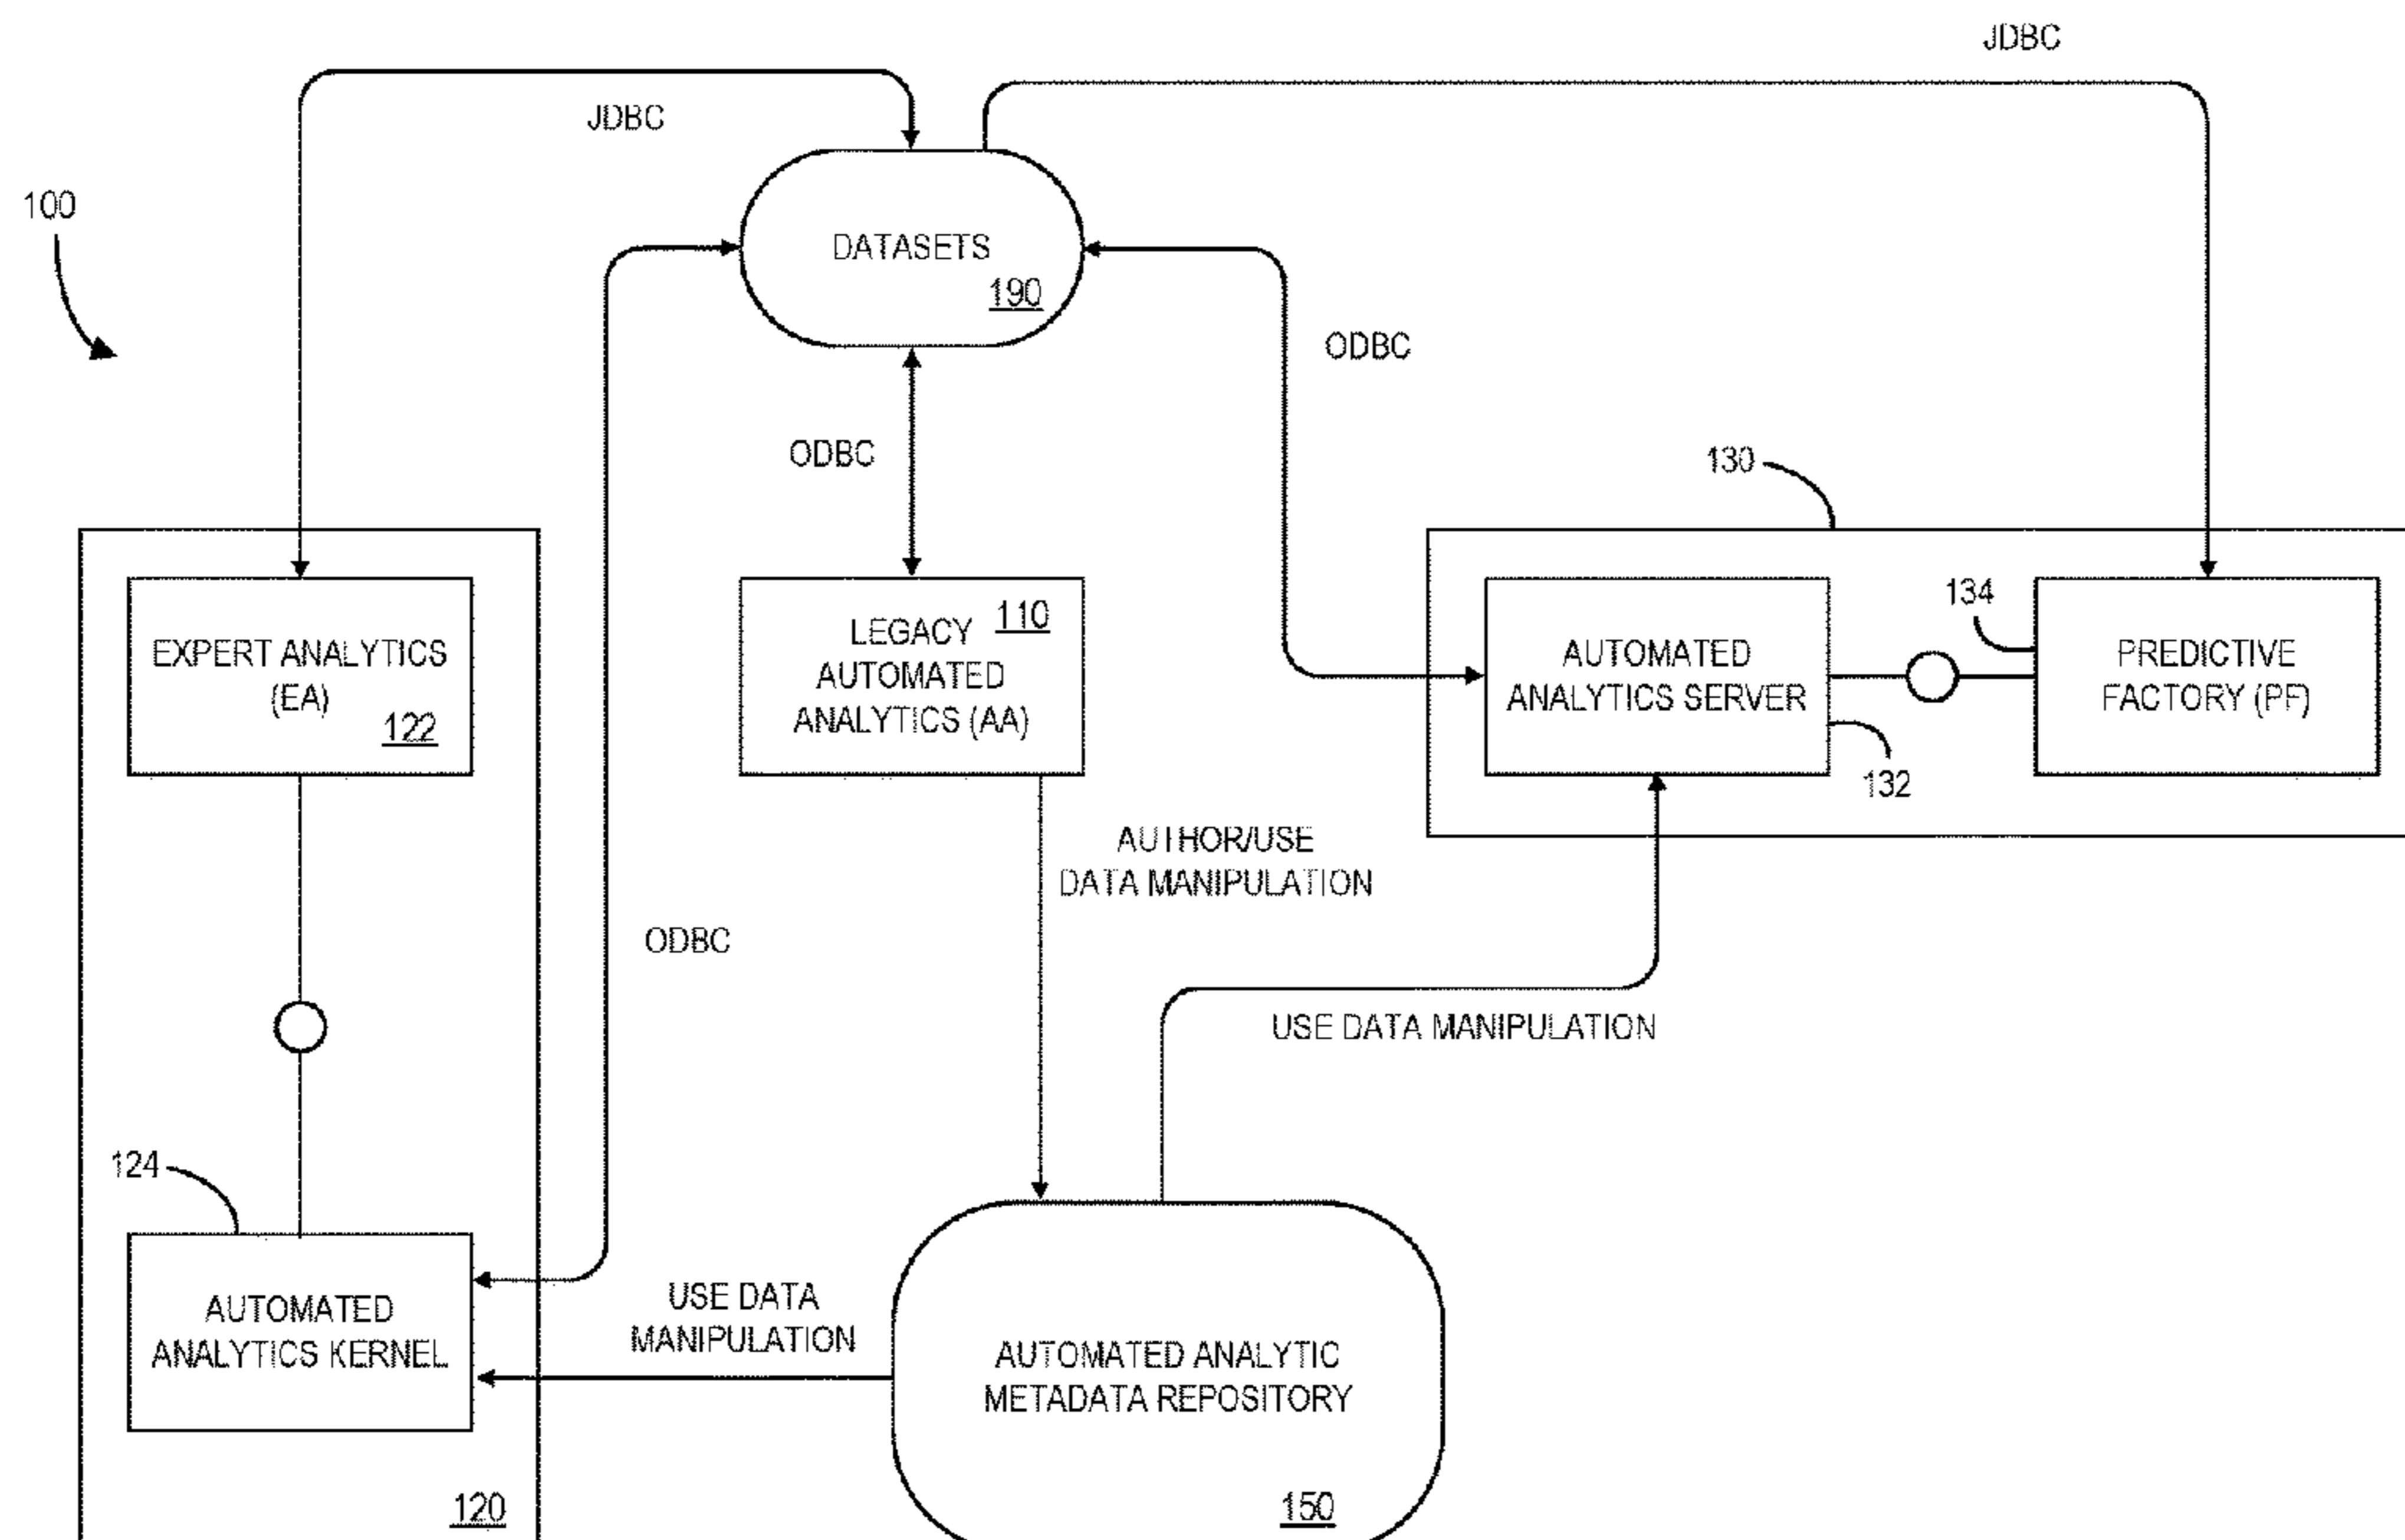 JDBC
JDBC
100
DATASETS
190
ODBC
ODBC
130
EXPERT ANALYTICS
(EA)
122
LEGACY 110
AUTOMATED
ANALYTICS (AA)
AUTOMATED
ANALYTICS SERVER
132
134
PREDICTIVE
FACTORY (PF)
AUTHOR/USE
DATA MANIPULATION
ODBC
USE DATA MANIPULATION
124
AUTOMATED
ANALYTICS KERNEL
USE DATA
MANIPULATION
AUTOMATED ANALYTIC
METADATA REPOSITORY
120
150